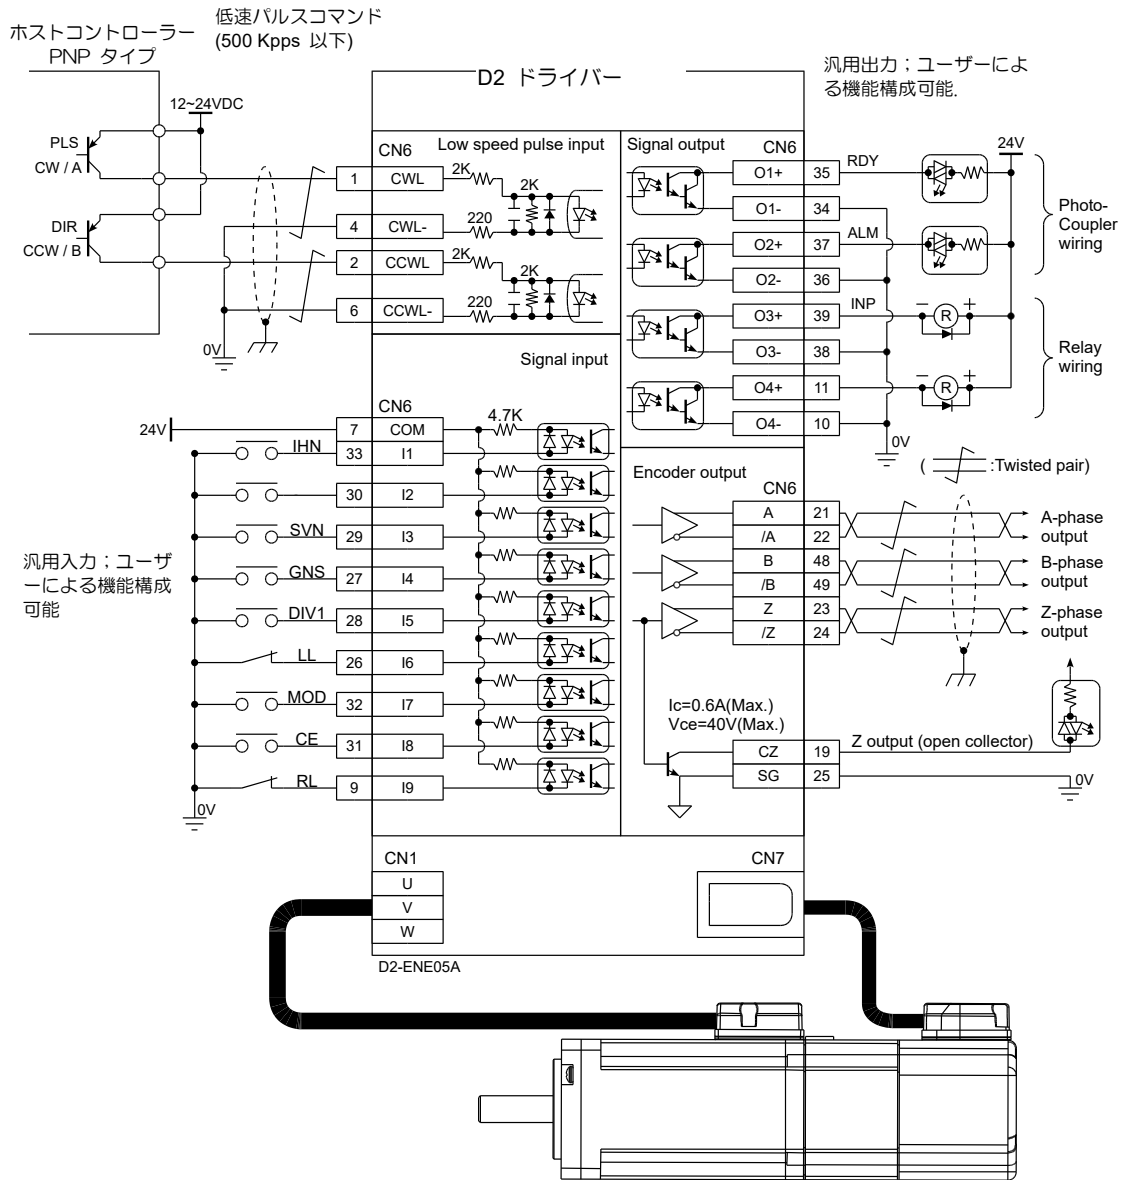 ホストコントローラー
PNP タイプ
低速パルスコマンド
(500 Kpps 以下)
D2 ドライバー
汎用出力；ユーザーによ
る機能構成可能.
12~24VDC
PLS
CW / A
DIR
CCW / B
0V
CN6
Low speed pulse input
1 CWL 2K 2K
4 CWL- 220
2 CCWL 2K 2K
6 CCWL- 220
Signal output
CN6
24V
O1+ 35 RDY
O1- 34
O2+ 37 ALM
O2- 36
O3+ 39 INP
O3- 38
O4+ 11
O4- 10
R
R
− +
− +
0V
Photo-
Coupler
wiring
Relay
wiring
Signal input
CN6
4.7K
24V 7 COM
IHN 33 I1
30 I2
SVN 29 I3
GNS 27 I4
DIV1 28 I5
LL 26 I6
MOD 32 I7
CE 31 I8
RL 9 I9
0V
汎用入力；ユーザ
ーによる機能構成
可能
( :Twisted pair)
Encoder output
CN6
A 21
/A 22
B 48
/B 49
Z 23
/Z 24
A-phase
output
B-phase
output
Z-phase
output
Ic=0.6A(Max.)
Vce=40V(Max.)
CZ 19 Z output (open collector)
SG 25
0V
CN1
U
V
W
CN7
D2-ENE05A